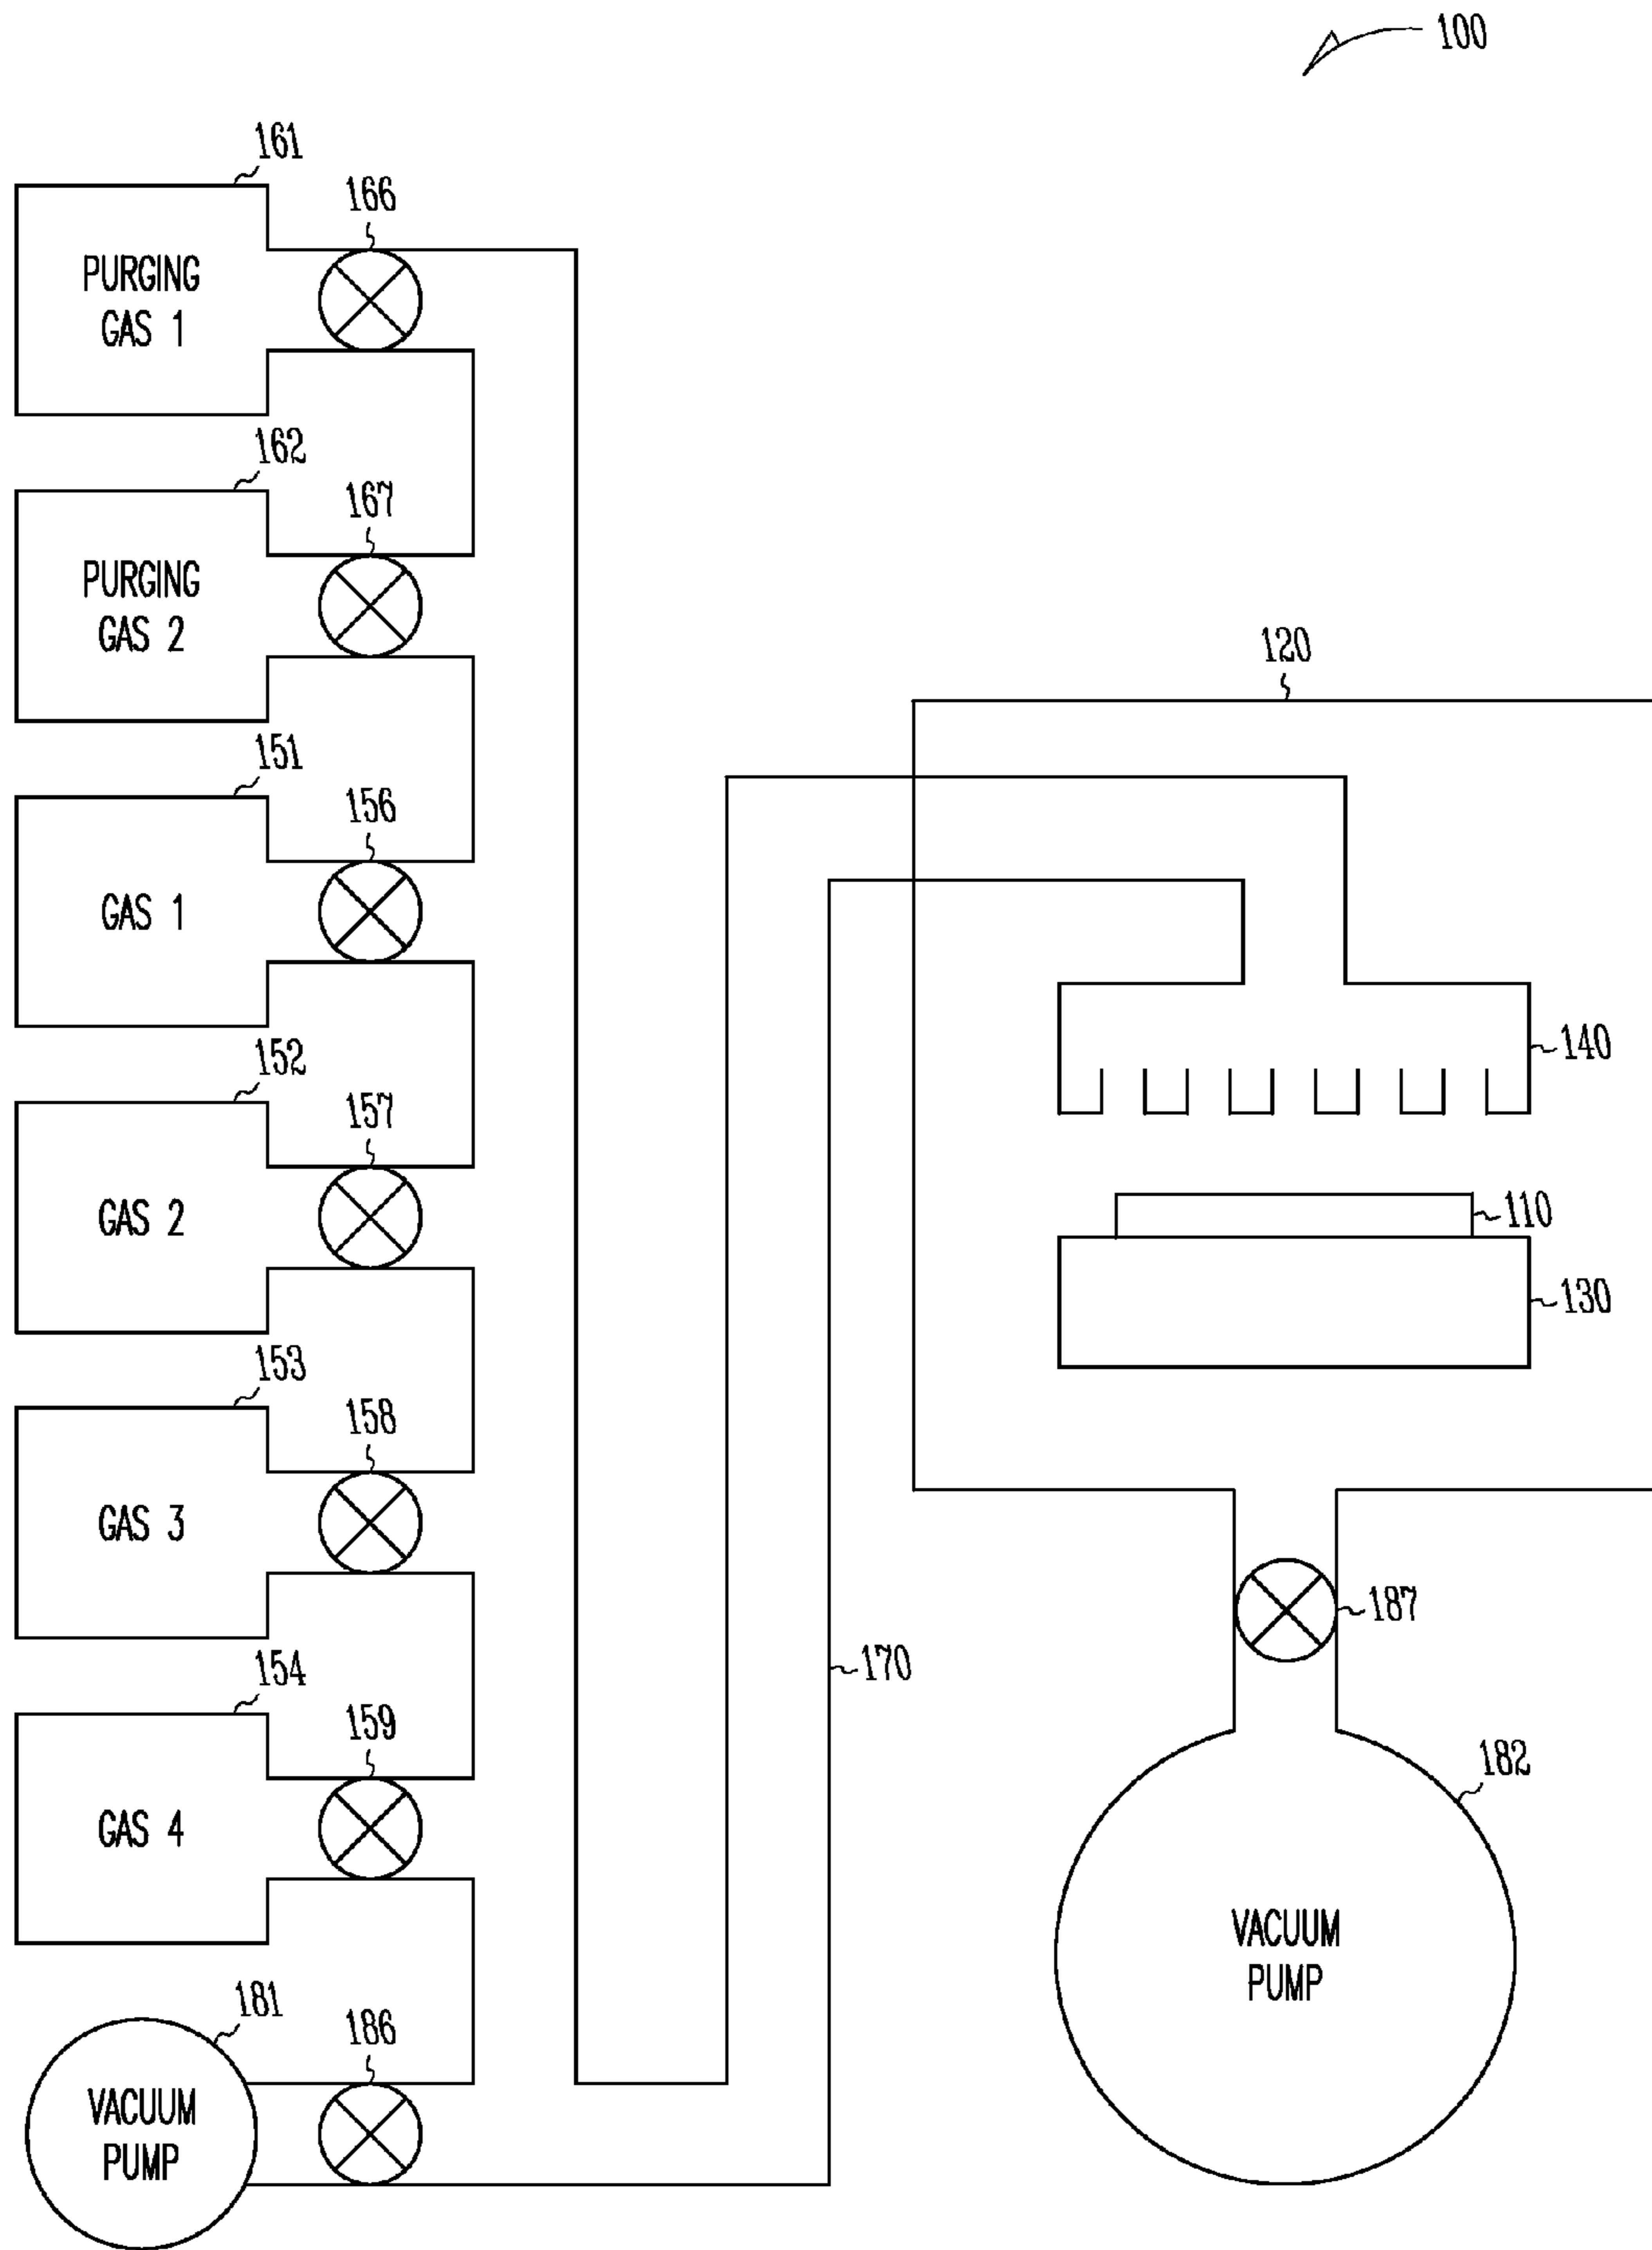 100
161
166
PURGING
GAS 1
162
167
PURGING
GAS 2
120
151
156
GAS 1
140
152
157
GAS 2
110
130
153
158
GAS 3
187
170
154
159
GAS 4
182
VACUUM
PUMP
181
186
VACUUM
PUMP